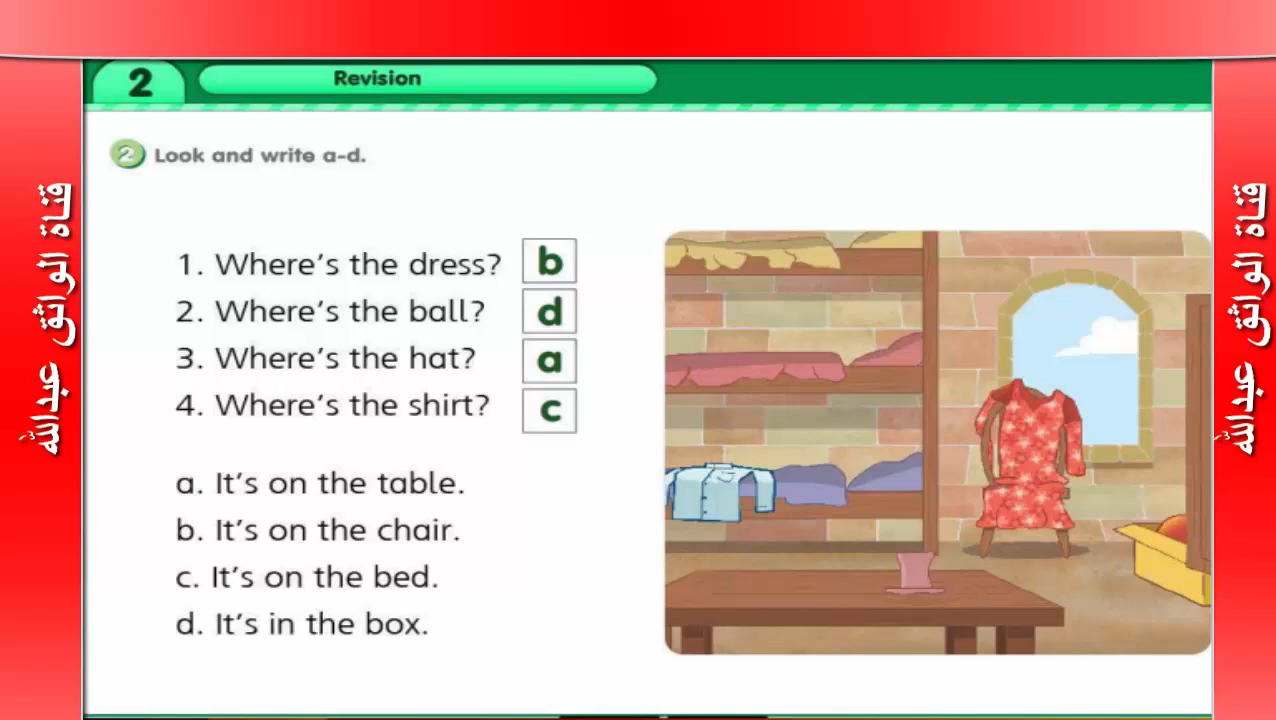 2
Revision
2 Look and write a-d.
1. Where's the dress? b
2. Where's the ball? d
3. Where's the hat? a
4. Where's the shirt? c
a. It's on the table.
b. It's on the chair.
c. It's on the bed.
d. It's in the box.
قناة الواثق عبدالله
قناة الواثق عبدالله